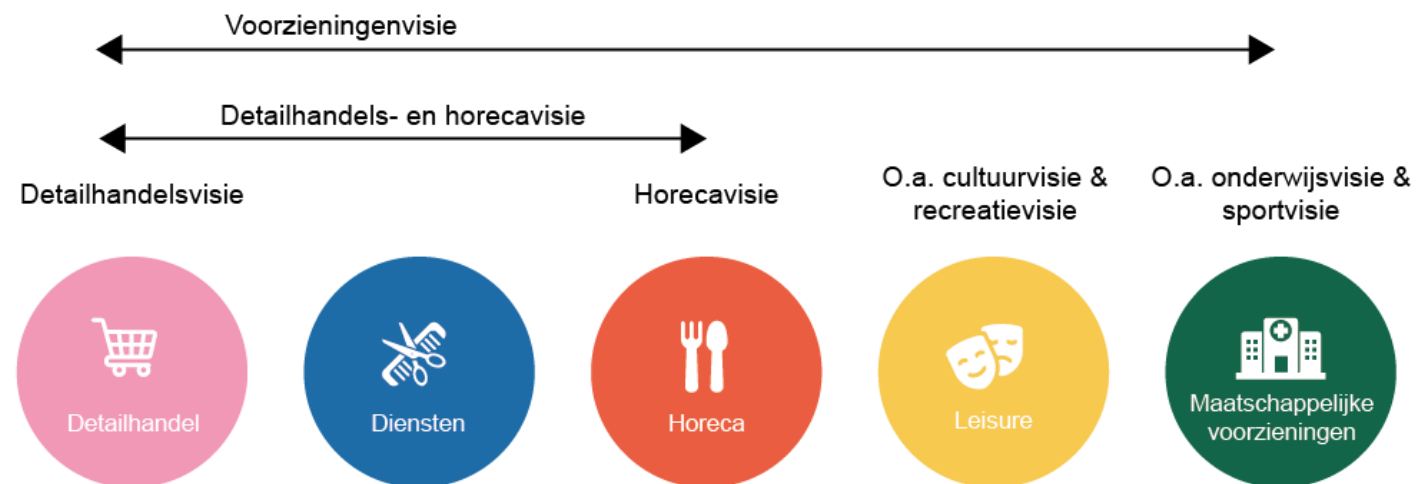 Voorzieningenvisie
Detailhandels- en horecavisie
Detailhandelsvisie
Horecavisie
O.a. cultuurvisie &
recreatievisie
O.a. onderwijsvisie &
sportvisie
Detailhandel
Diensten
Horeca
Leisure
Maatschappelijke
voorzieningen